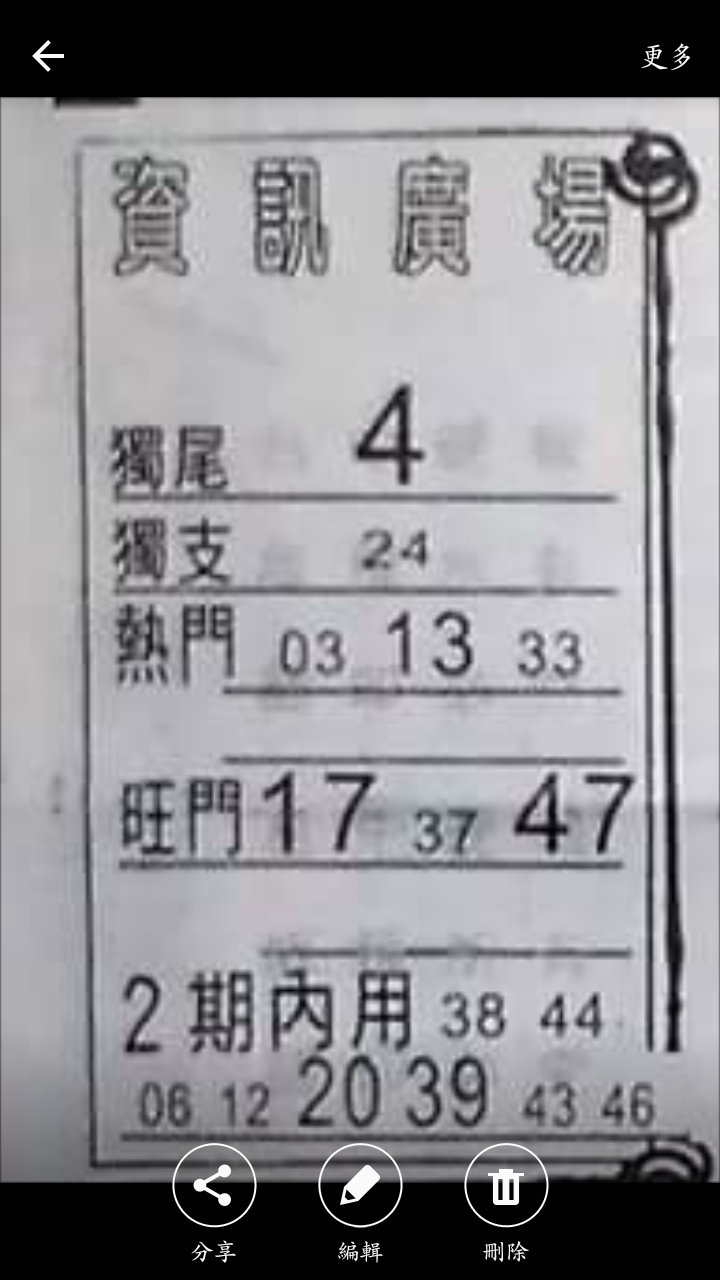 更多
資訊廣場
獨尾 4
獨支 24
熱門 03 13 33
旺門 17 37 47
2期內用 38 44
06 12 20 39 43 46
分享 編輯 刪除